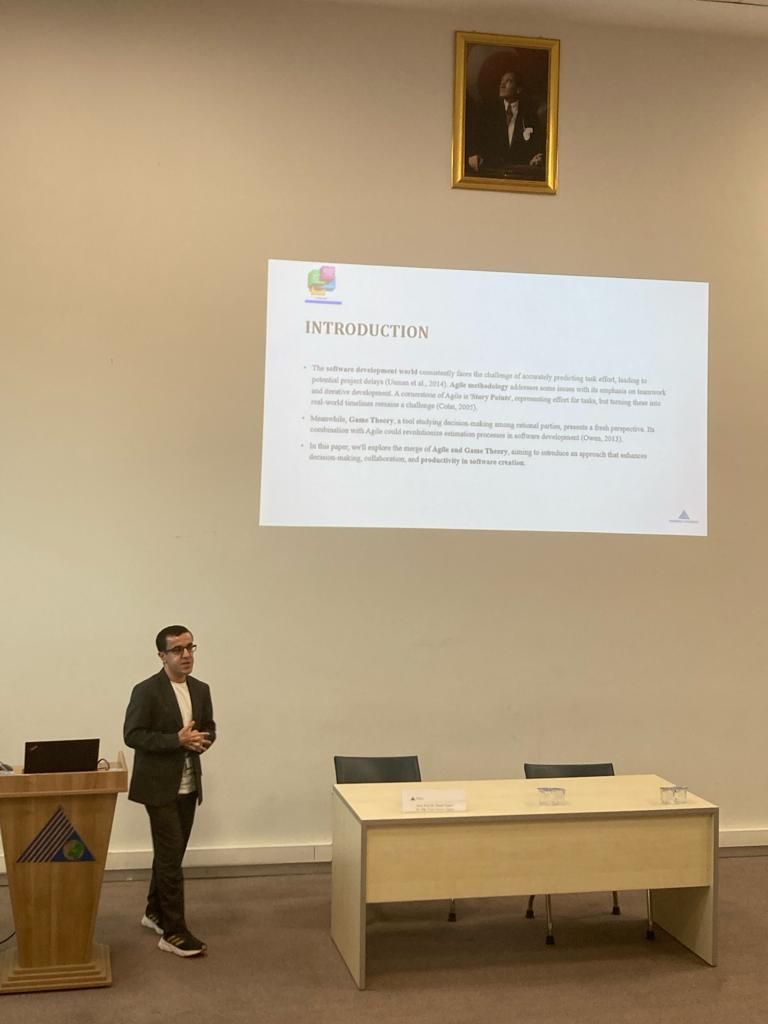 INTRODUCTION
• The software development world consistently faces the challenge of accurately predicting task effort, leading to
potential project delays (Usman et al., 2014). Agile methodology addresses some issues with its emphasis on teamwork
and iterative development. A cornerstone of Agile is 'Story Points', representing effort for tasks, but turning these into
real-world timelines remains a challenge (Cohn, 2005).
• Meanwhile, Game Theory, a tool studying decision-making among rational parties, presents a fresh perspective. Its
combination with Agile could revolutionize estimation processes in software development (Owen, 2013).
• In this paper, we'll explore the merge of Agile and Game Theory, aiming to introduce an approach that enhances
decision-making, collaboration, and productivity in software creation.